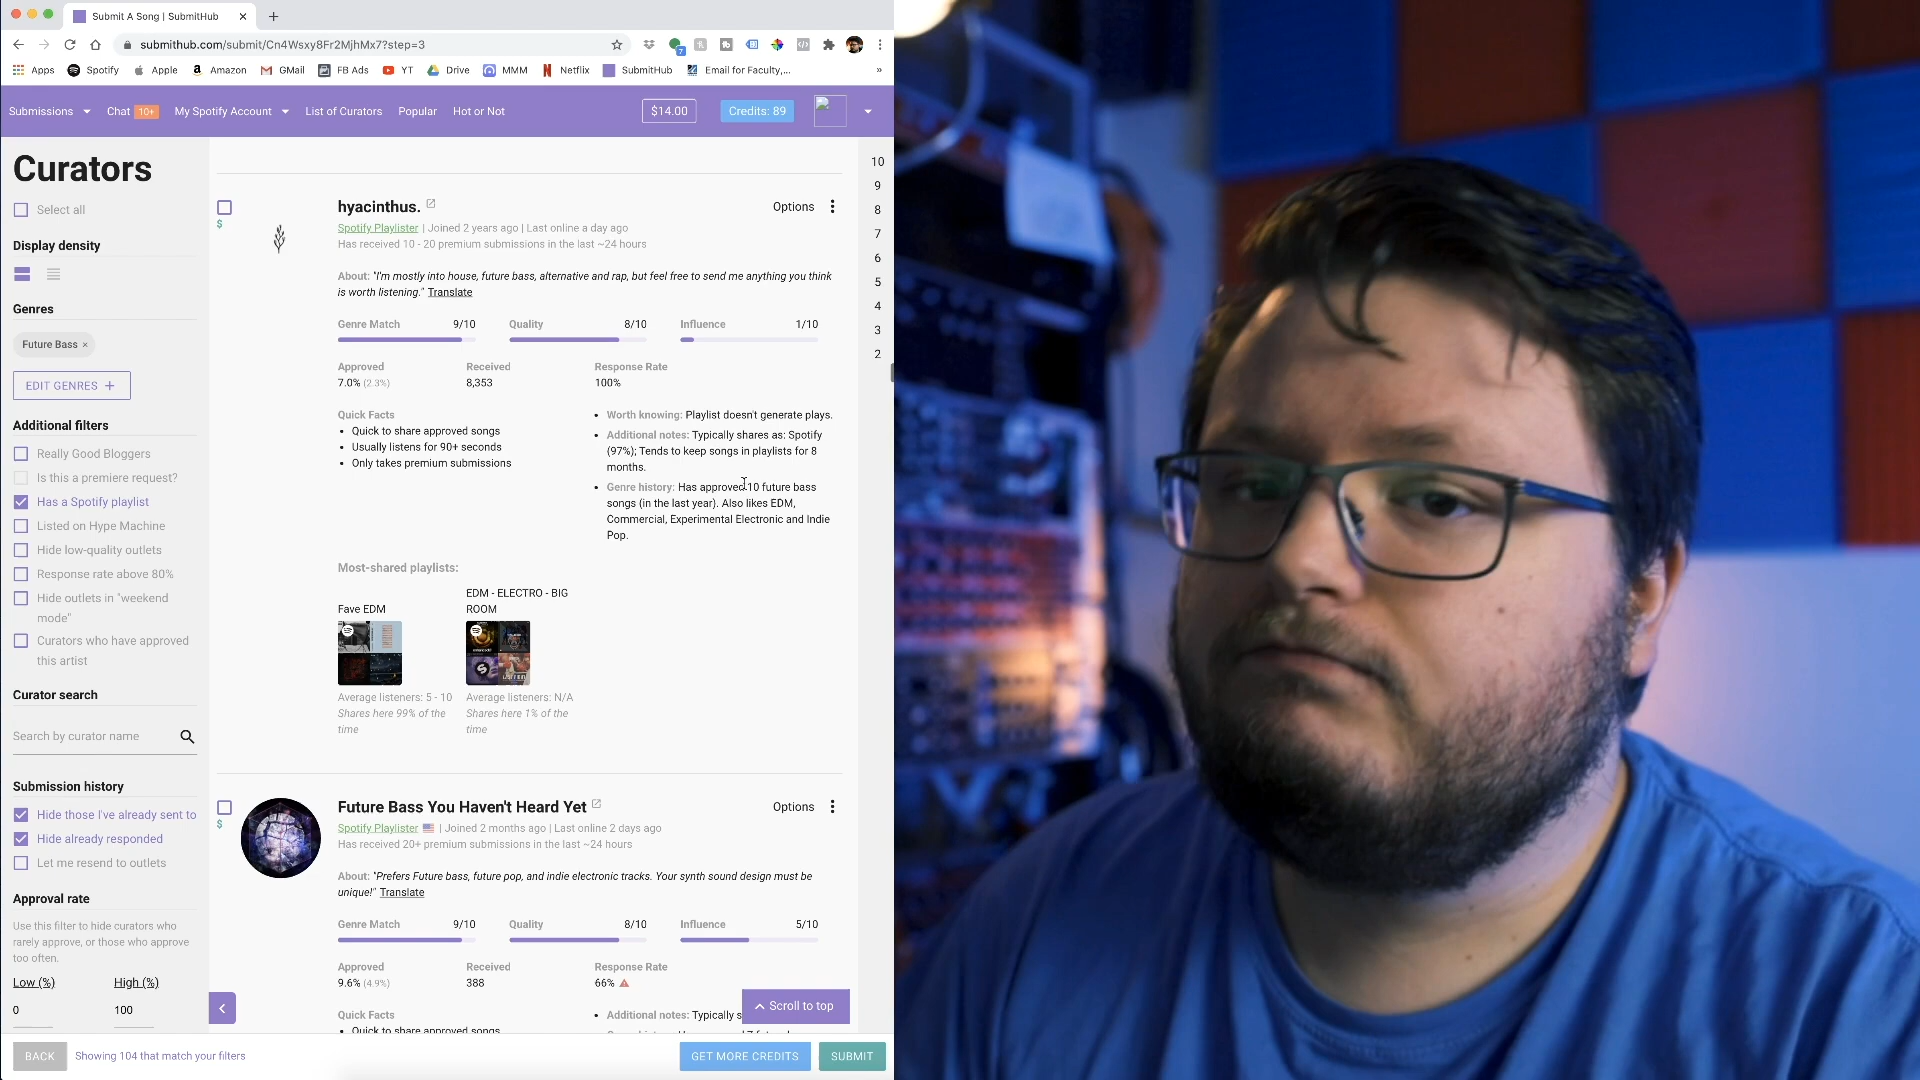 Submit A Song | SubmitHub
submithub.com/submit/Cn4Wsxy8Fr2MjhMx7?step=3
Apps Spotify Apple Amazon GMail FB Ads YT Drive MMM Netflix SubmitHub Email for Faculty,... »
Submissions Chat 10+ My Spotify Account List of Curators Popular Hot or Not $14.00 Credits: 89
Curators
Select all
Display density
Genres
Future Bass ×
EDIT GENRES +
Additional filters
Really Good Bloggers
Is this a premiere request?
Has a Spotify playlist
Listed on Hype Machine
Hide low-quality outlets
Response rate above 80%
Hide outlets in "weekend
mode"
Curators who have approved
this artist
Curator search
Search by curator name
Submission history
Hide those I've already sent to
Hide already responded
Let me resend to outlets
Approval rate
Use this filter to hide curators who
rarely approve, or those who approve
too often.
Low (%) High (%)
0 100
hyacinthus. Options
$
Spotify Playlister | Joined 2 years ago | Last online a day ago
Has received 10 - 20 premium submissions in the last ~24 hours
About: "I'm mostly into house, future bass, alternative and rap, but feel free to send me anything you think
is worth listening." Translate
Genre Match 9/10 Quality 8/10 Influence 1/10
Approved Received Response Rate
7.0% (2.3%) 8,353 100%
Quick Facts
• Quick to share approved songs
• Usually listens for 90+ seconds
• Only takes premium submissions
• Worth knowing: Playlist doesn't generate plays.
• Additional notes: Typically shares as: Spotify
(97%); Tends to keep songs in playlists for 8
months.
• Genre history: Has approved 10 future bass
songs (in the last year). Also likes EDM,
Commercial, Experimental Electronic and Indie
Pop.
Most-shared playlists:
Fave EDM
Average listeners: 5 - 10
Shares here 99% of the
time
EDM - ELECTRO - BIG
ROOM
Average listeners: N/A
Shares here 1% of the
time
Future Bass You Haven't Heard Yet Options
$
Spotify Playlister | Joined 2 months ago | Last online 2 days ago
Has received 20+ premium submissions in the last ~24 hours
About: "Prefers Future bass, future pop, and indie electronic tracks. Your synth sound design must be
unique!" Translate
Genre Match 9/10 Quality 8/10 Influence 5/10
Approved Received Response Rate
9.6% (4.9%) 388 66%
Quick Facts
• Quick to share approved songs
• Additional notes: Typically s
Scroll to top
10
9
8
7
6
5
4
3
2
BACK Showing 104 that match your filters GET MORE CREDITS SUBMIT